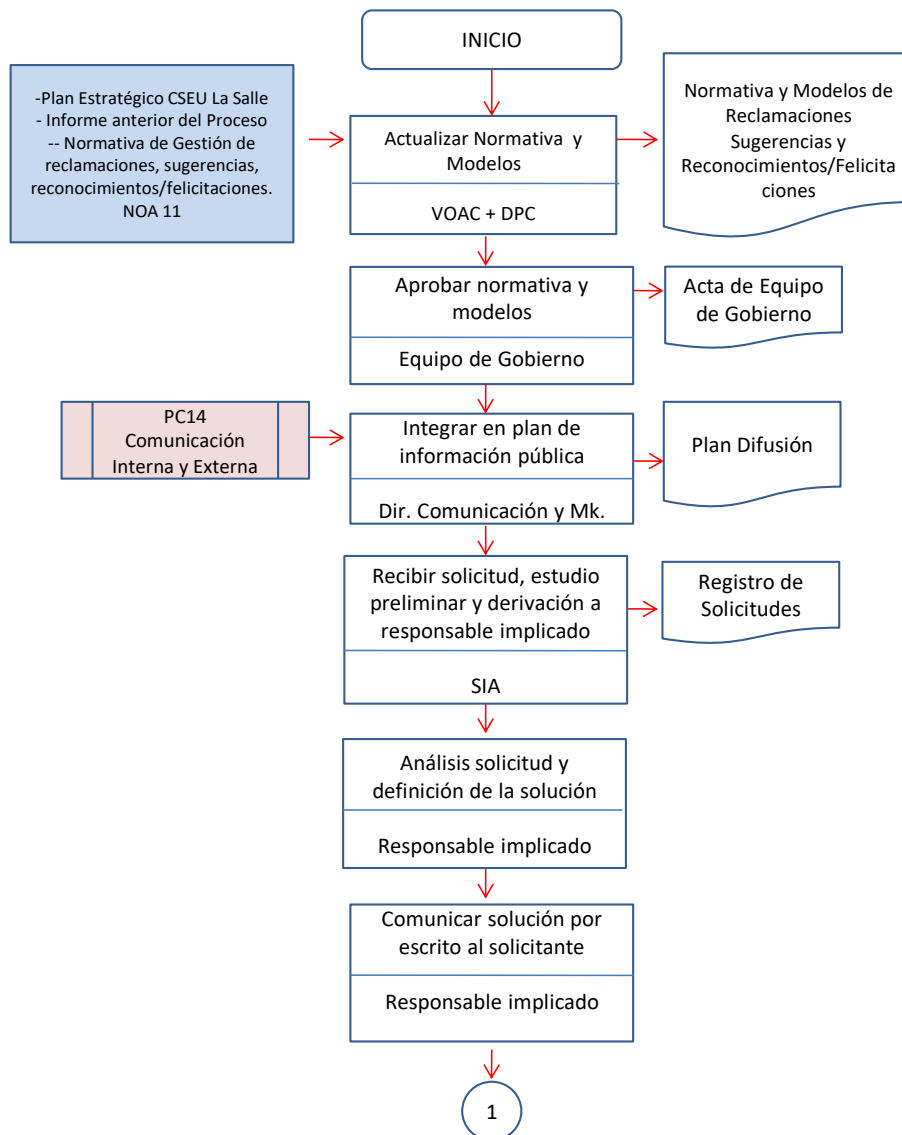 INICIO
-Plan Estratégico CSEU La Salle
- Informe anterior del Proceso
-- Normativa de Gestión de
reclamaciones, sugerencias,
reconocimientos/felicitaciones.
NOA 11
Actualizar Normativa y
Modelos
VOAC + DPC
Normativa y Modelos de
Reclamaciones
Sugerencias y
Reconocimientos/Felicita
ciones
Aprobar normativa y
modelos
Equipo de Gobierno
Acta de Equipo
de Gobierno
PC14
Comunicación
Interna y Externa
Integrar en plan de
información pública
Dir. Comunicación y Mk.
Plan Difusión
Recibir solicitud, estudio
preliminar y derivación a
responsable implicado
SIA
Registro de
Solicitudes
Análisis solicitud y
definición de la solución
Responsable implicado
Comunicar solución por
escrito al solicitante
Responsable implicado
1